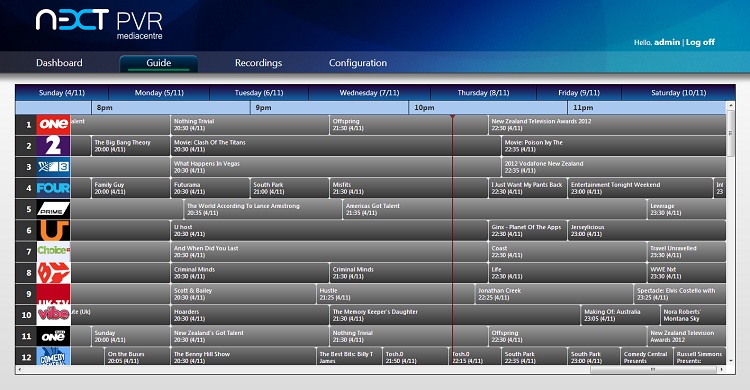 NEXT PVR
mediacentre
Hello, admin | Log off
Dashboard Guide Recordings Configuration
Sunday (4/11) Monday (5/11) Tuesday (6/11) Wednesday (7/11) Thursday (8/11) Friday (9/11) Saturday (10/11)
8pm 9pm 10pm 11pm
1 ONE alent Nothing Trivial Offspring New Zealand Television Awards 2012
20:30 (4/11) 21:30 (4/11) 22:30 (4/11)
2 2 The Big Bang Theory Movie: Clash Of The Titans Movie: Poison Ivy The
20:00 (4/11) 20:30 (4/11) 22:35 (4/11)
3 3 What Happens In Vegas 2012 Vodafone New Zealand
20:30 (4/11) 22:35 (4/11)
4 FOUR Family Guy Futurama South Park Misfits I Just Want My Pants Back Entertainment Tonight Weekend Inf
20:00 (4/11) 20:30 (4/11) 21:00 (4/11) 21:30 (4/11) 22:30 (4/11) 23:00 (4/11) 23
5 PRIME The World According To Lance Armstrong Americas Got Talent Leverage
20:35 (4/11) 21:35 (4/11) 23:30 (4/11)
6 U U host Ginx - Planet Of The Apps Jerseylicious
20:30 (4/11) 22:30 (4/11) 23:00 (4/11)
7 Choice And When Did You Last Coast Travel Unravelled
20:30 (4/11) 22:30 (4/11) 23:30 (4/11)
8 Criminal Minds Criminal Minds Life WWE Nxt
20:30 (4/11) 21:30 (4/11) 22:30 (4/11) 23:30 (4/11)
9 UKTV Scott & Bailey Hustle Jonathan Creek Spectacle: Elvis Costello with
20:30 (4/11) 21:25 (4/11) 22:25 (4/11) 23:25 (4/11)
10 vibe ute (Uk) Hoarders The Memory Keeper's Daughter Making Of: Australia Nora Roberts'
20:30 (4/11) 21:30 (4/11) 23:05 (4/11) Montana Sky
11 ONE Sunday New Zealand's Got Talent Nothing Trivial Offspring New Zealand Television
20:00 (4/11) 20:30 (4/11) 21:30 (4/11) 22:30 (4/11) Awards 2012
12 COMEDY CENTRAL On the Buses The Benny Hill Show The Best Bits: Billy T Tosh.0 Tosh.0 South Park South Park Comedy Central Russell Simmons
20:05 (4/11) 20:30 (4/11) James 21:50 (4/11) 22:15 (4/11) 22:35 (4/11) 23:00 (4/11) Presents Presents: